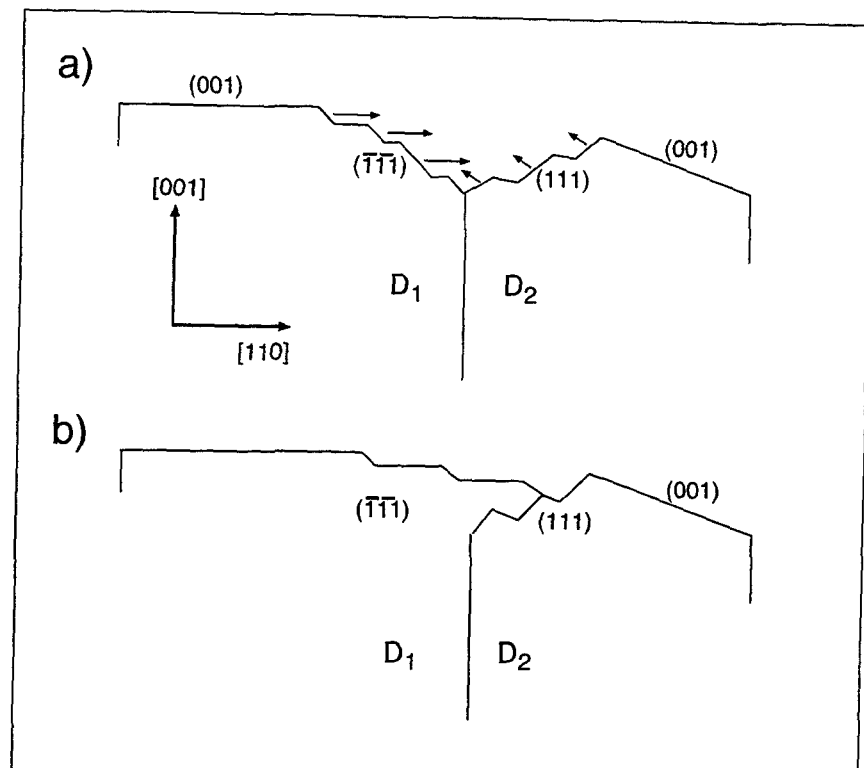 a)
(001)
(1̅1̅1)
(111)
(001)
[001]
[110]
D₁ D₂
b)
(1̅1̅1)
(111)
(001)
D₁ D₂